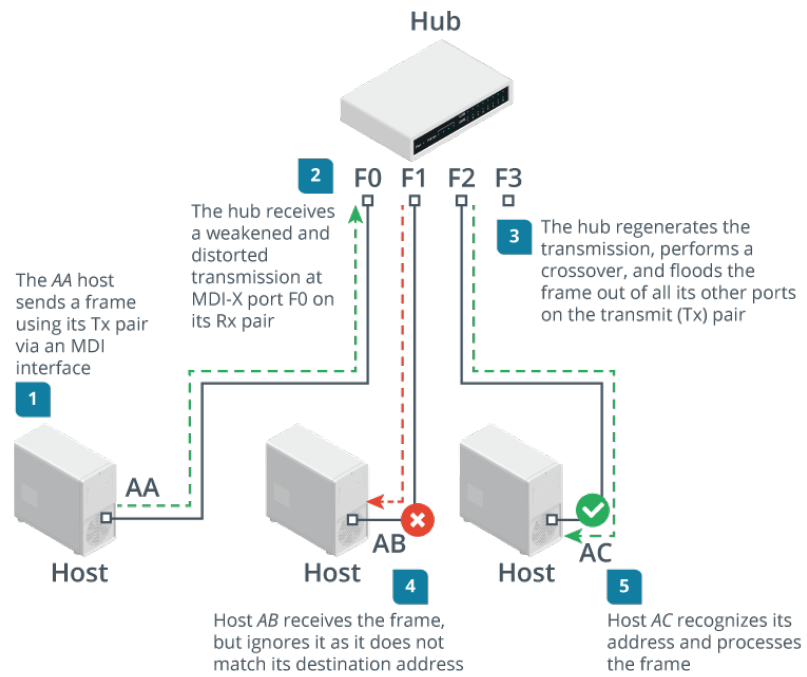 Hub
2
F0 F1 F2 F3
The hub receives
a weakened and
distorted
transmission at
MDI-X port F0 on
its Rx pair
3
The hub regenerates the
transmission, performs a
crossover, and floods the
frame out of all its other ports
on the transmit (Tx) pair
The AA host
sends a frame
using its Tx pair
via an MDI
interface
1
AA
Host
AB
Host
4
Host AB receives the frame,
but ignores it as it does not
match its destination address
AC
Host
5
Host AC recognizes its
address and processes
the frame